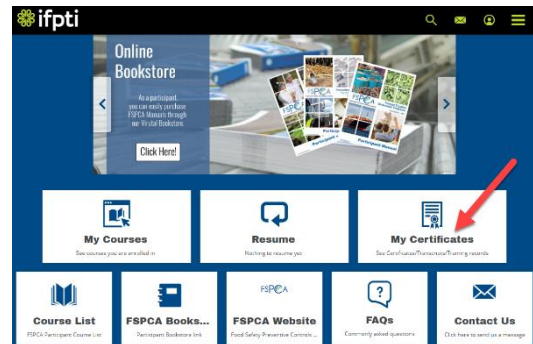 ifpti
Online
Bookstore
As a participant,
you can easily purchase
FSPCA Manuals through
our Virtual Bookstore.
Click Here!
FSPCA
Participant Manual
My Courses
See courses you are enrolled in
Resume
Nothing to resume yet
My Certificates
See Certificates/Transcripts/Training records
Course List
FSPCA Participant Course List
FSPCA Books...
Participant Bookstore link
FSPCA
FSPCA Website
Food Safety Preventive Controls ...
FAQs
Commonly asked questions
Contact Us
Click here to send us a message